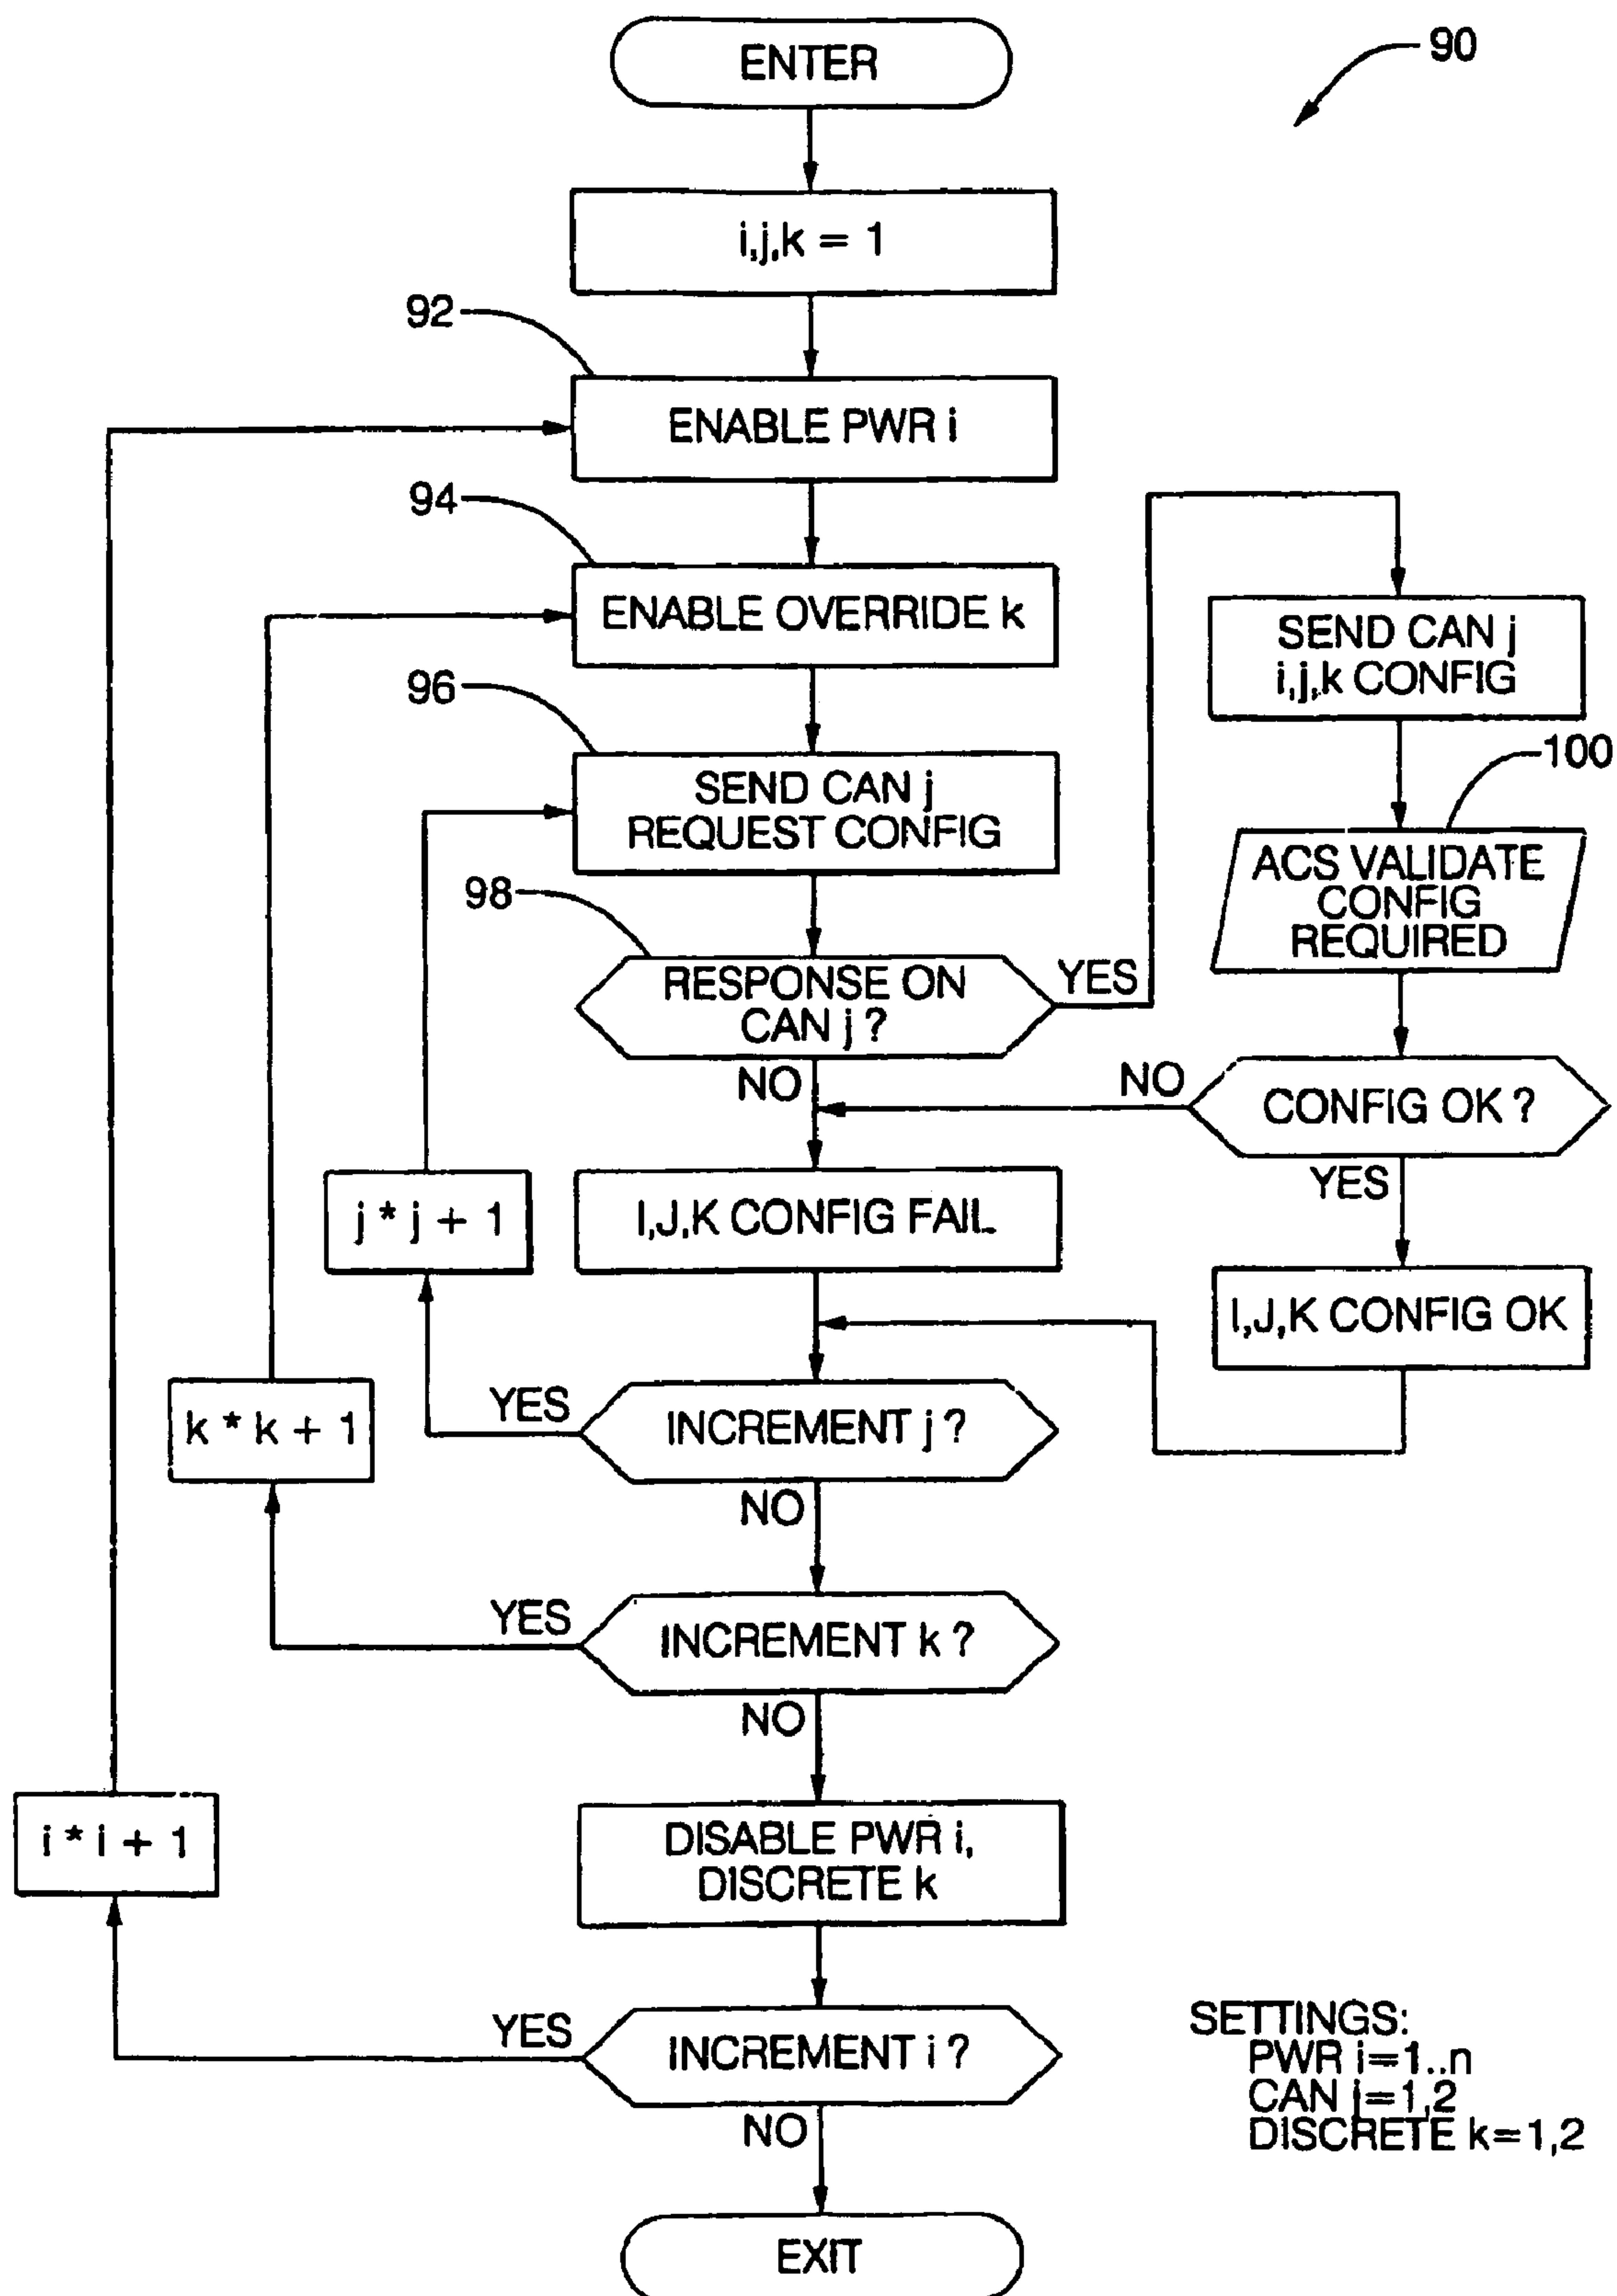 ENTER
90
i,j,k = 1
92
ENABLE PWR i
94
ENABLE OVERRIDE k
96
SEND CAN j
REQUEST CONFIG
98
RESPONSE ON
CAN j ?
YES
NO
SEND CAN j
i,j,k CONFIG
100
ACS VALIDATE
CONFIG
REQUIRED
CONFIG OK ?
NO
YES
I,J,K CONFIG OK
I,J,K CONFIG FAIL
j * j + 1
INCREMENT j ?
YES
NO
k * k + 1
INCREMENT k ?
YES
NO
DISABLE PWR i,
DISCRETE k
i * i + 1
INCREMENT i ?
YES
NO
EXIT
SETTINGS:
PWR i=1..n
CAN j=1,2
DISCRETE k=1,2